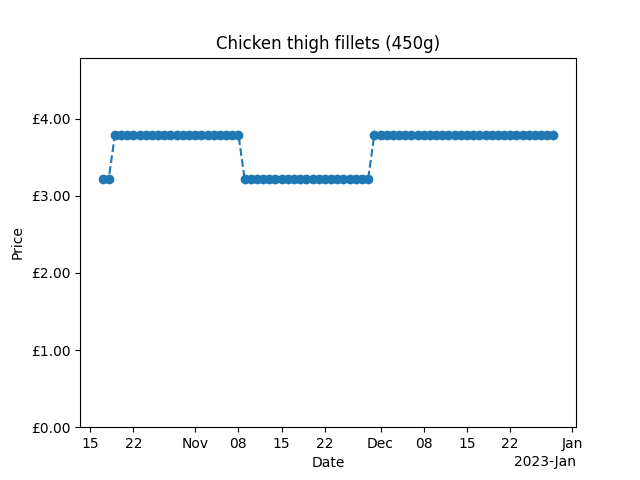 Chicken thigh fillets (450g)
£4.00
£3.00
£2.00
£1.00
£0.00
Price
15 22 Nov 08 15 22 Dec 08 15 22 Jan
Date
2023-Jan